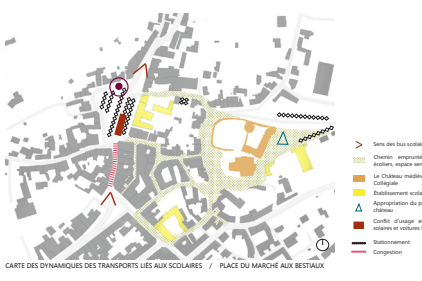 Sens des bus scolai
Chemin emprunté
écoliers, espace sen
Le Château médiév
Collégiale
Établissement scola
Appropriation du p
château
Conflit d'usage e
solaires et voitures l
Stationnement
Congestion
CARTE DES DYNAMIQUES DES TRANSPORTS LIÉS AUX SCOLAIRES / PLACE DU MARCHÉ AUX BESTIAUX